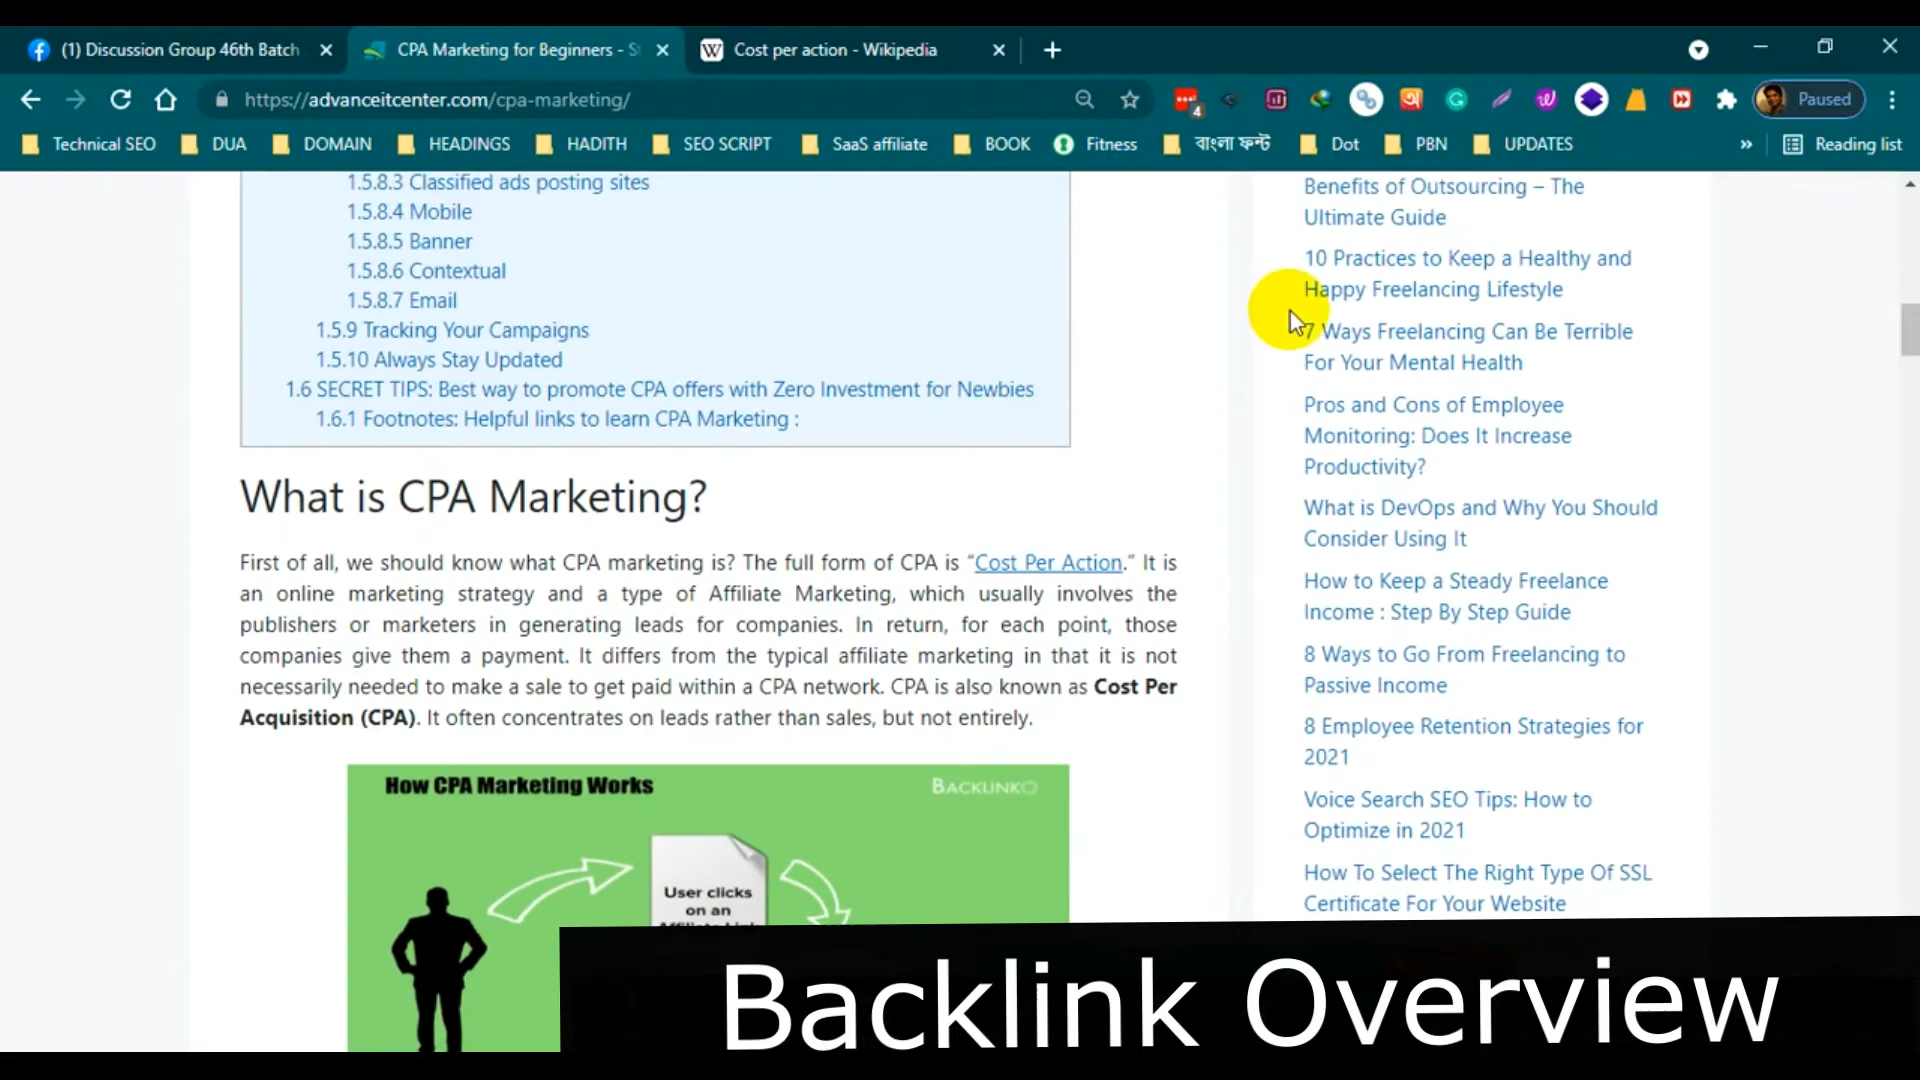 (1) Discussion Group 46th Batch
CPA Marketing for Beginners - S
Cost per action - Wikipedia
https://advanceitcenter.com/cpa-marketing/
4
Paused
Technical SEO
DUA
DOMAIN
HEADINGS
HADITH
SEO SCRIPT
SaaS affiliate
BOOK
Fitness
বাংলা ফন্ট
Dot
PBN
UPDATES
»
Reading list
1.5.8.3 Classified ads posting sites
1.5.8.4 Mobile
1.5.8.5 Banner
1.5.8.6 Contextual
1.5.8.7 Email
1.5.9 Tracking Your Campaigns
1.5.10 Always Stay Updated
1.6 SECRET TIPS: Best way to promote CPA offers with Zero Investment for Newbies
1.6.1 Footnotes: Helpful links to learn CPA Marketing :
What is CPA Marketing?
First of all, we should know what CPA marketing is? The full form of CPA is “Cost Per Action.” It is
an online marketing strategy and a type of Affiliate Marketing, which usually involves the
publishers or marketers in generating leads for companies. In return, for each point, those
companies give them a payment. It differs from the typical affiliate marketing in that it is not
necessarily needed to make a sale to get paid within a CPA network. CPA is also known as Cost Per
Acquisition (CPA). It often concentrates on leads rather than sales, but not entirely.
How CPA Marketing Works
BACKLINKO
User clicks
on an
Benefits of Outsourcing – The
Ultimate Guide
10 Practices to Keep a Healthy and
Happy Freelancing Lifestyle
7 Ways Freelancing Can Be Terrible
For Your Mental Health
Pros and Cons of Employee
Monitoring: Does It Increase
Productivity?
What is DevOps and Why You Should
Consider Using It
How to Keep a Steady Freelance
Income : Step By Step Guide
8 Ways to Go From Freelancing to
Passive Income
8 Employee Retention Strategies for
2021
Voice Search SEO Tips: How to
Optimize in 2021
How To Select The Right Type Of SSL
Certificate For Your Website
Backlink Overview